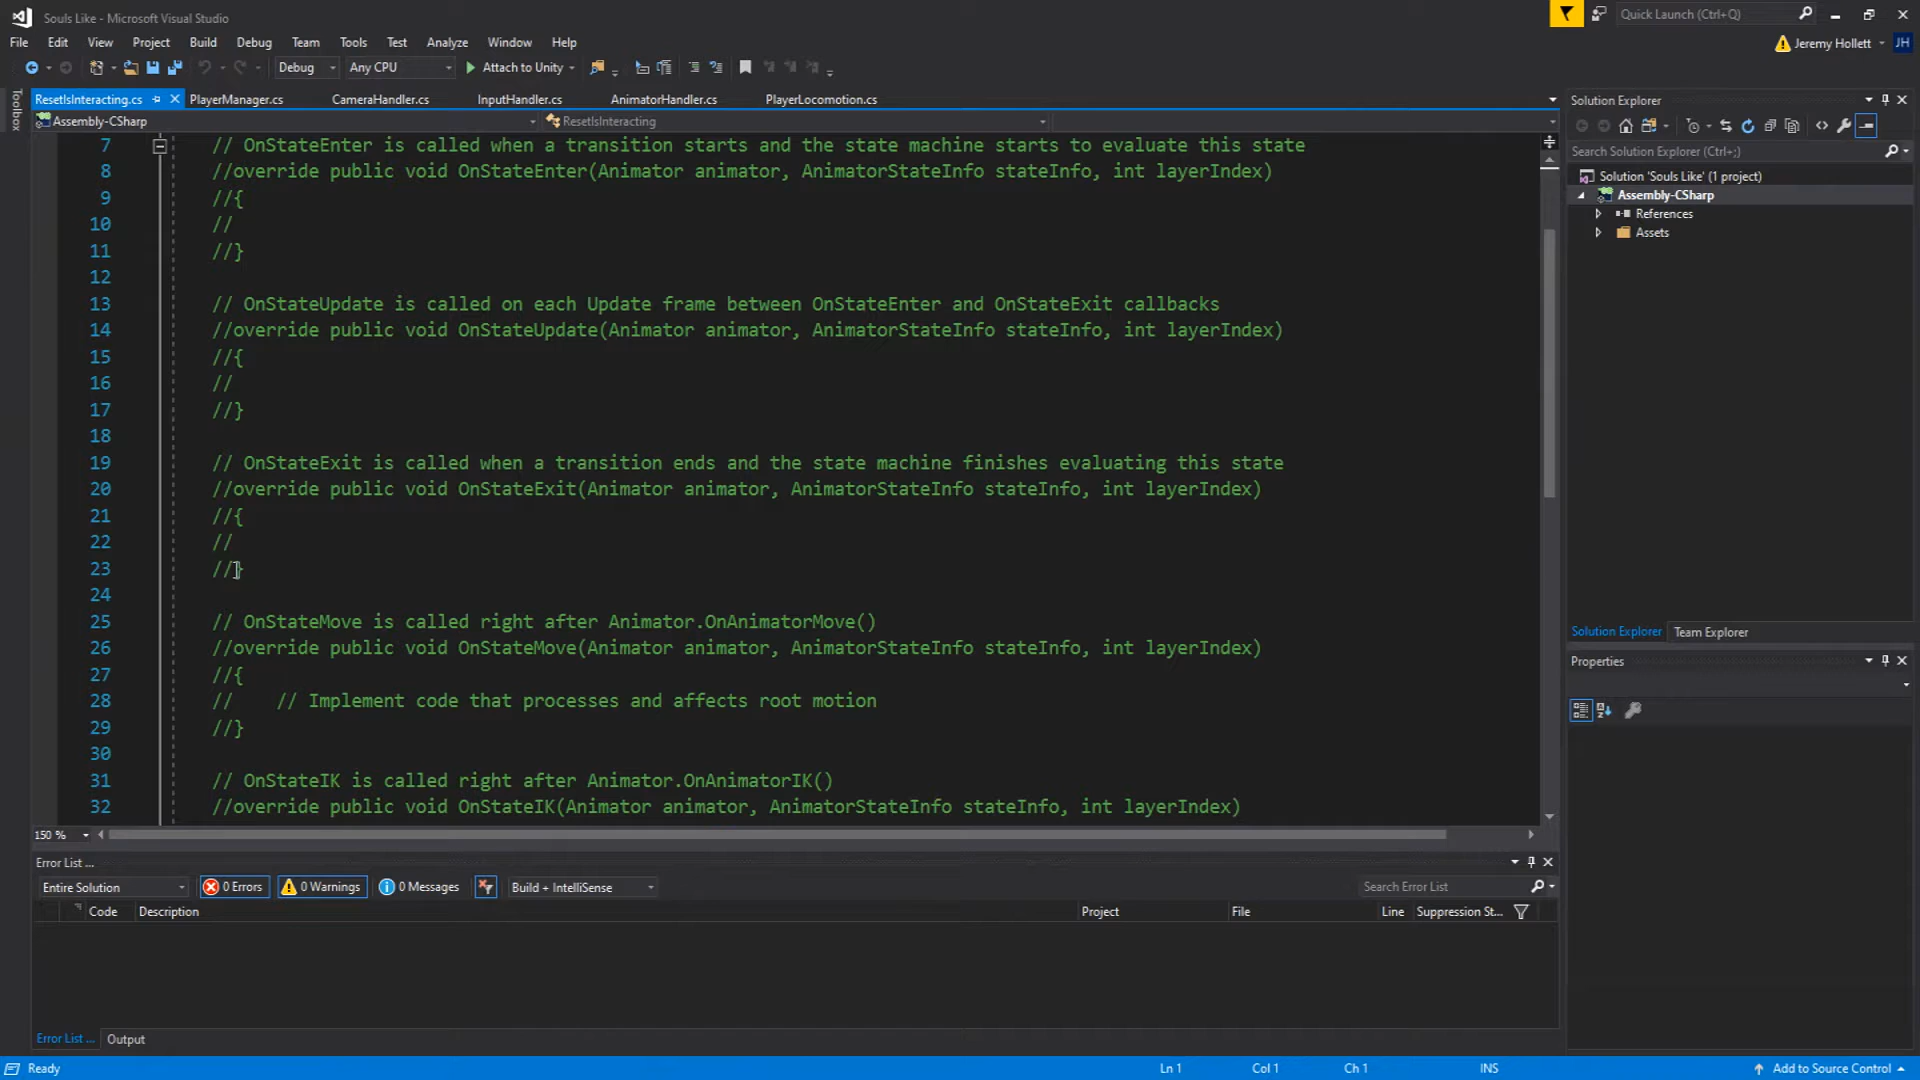 Souls Like - Microsoft Visual Studio
Quick Launch (Ctrl+Q)
File Edit View Project Build Debug Team Tools Test Analyze Window Help
Jeremy Hollett JH
Debug Any CPU Attach to Unity
Toolbox
ResetIsInteracting.cs PlayerManager.cs CameraHandler.cs InputHandler.cs AnimatorHandler.cs PlayerLocomotion.cs
Assembly-CSharp ResetIsInteracting
7 // OnStateEnter is called when a transition starts and the state machine starts to evaluate this state
8 //override public void OnStateEnter(Animator animator, AnimatorStateInfo stateInfo, int layerIndex)
9 //{
10 //
11 //}
12
13 // OnStateUpdate is called on each Update frame between OnStateEnter and OnStateExit callbacks
14 //override public void OnStateUpdate(Animator animator, AnimatorStateInfo stateInfo, int layerIndex)
15 //{
16 //
17 //}
18
19 // OnStateExit is called when a transition ends and the state machine finishes evaluating this state
20 //override public void OnStateExit(Animator animator, AnimatorStateInfo stateInfo, int layerIndex)
21 //{
22 //
23 //}
24
25 // OnStateMove is called right after Animator.OnAnimatorMove()
26 //override public void OnStateMove(Animator animator, AnimatorStateInfo stateInfo, int layerIndex)
27 //{
28 //    // Implement code that processes and affects root motion
29 //}
30
31 // OnStateIK is called right after Animator.OnAnimatorIK()
32 //override public void OnStateIK(Animator animator, AnimatorStateInfo stateInfo, int layerIndex)
150 %
Solution Explorer
Search Solution Explorer (Ctrl+;)
Solution 'Souls Like' (1 project)
Assembly-CSharp
References
Assets
Solution Explorer Team Explorer
Properties
Error List ...
Entire Solution 0 Errors 0 Warnings 0 Messages Build + IntelliSense Search Error List
Code Description Project File Line Suppression St...
Error List ... Output
Ready Ln 1 Col 1 Ch 1 INS Add to Source Control